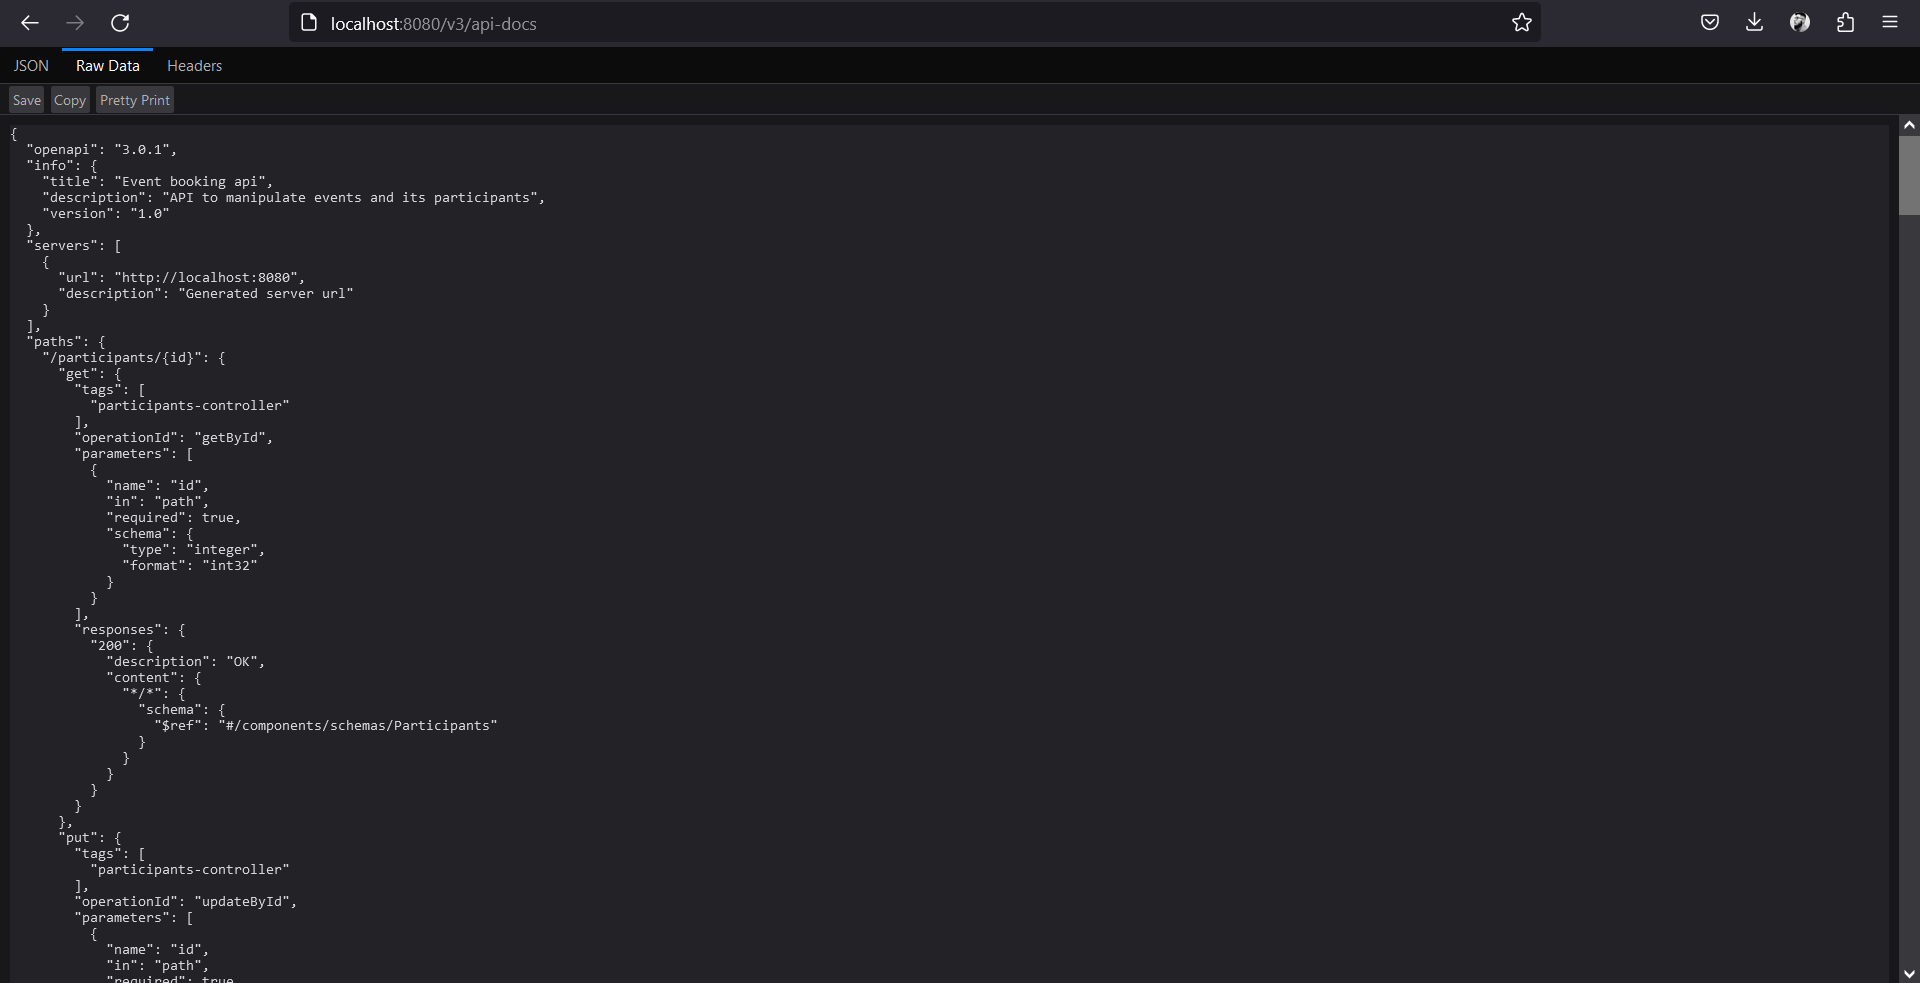 localhost:8080/v3/api-docs
JSON Raw Data Headers
Save Copy Pretty Print
{
  "openapi": "3.0.1",
  "info": {
    "title": "Event booking api",
    "description": "API to manipulate events and its participants",
    "version": "1.0"
  },
  "servers": [
    {
      "url": "http://localhost:8080",
      "description": "Generated server url"
    }
  ],
  "paths": {
    "/participants/{id}": {
      "get": {
        "tags": [
          "participants-controller"
        ],
        "operationId": "getById",
        "parameters": [
          {
            "name": "id",
            "in": "path",
            "required": true,
            "schema": {
              "type": "integer",
              "format": "int32"
            }
          }
        ],
        "responses": {
          "200": {
            "description": "OK",
            "content": {
              "*/*": {
                "schema": {
                  "$ref": "#/components/schemas/Participants"
                }
              }
            }
          }
        }
      },
      "put": {
        "tags": [
          "participants-controller"
        ],
        "operationId": "updateById",
        "parameters": [
          {
            "name": "id",
            "in": "path",
            "required": true